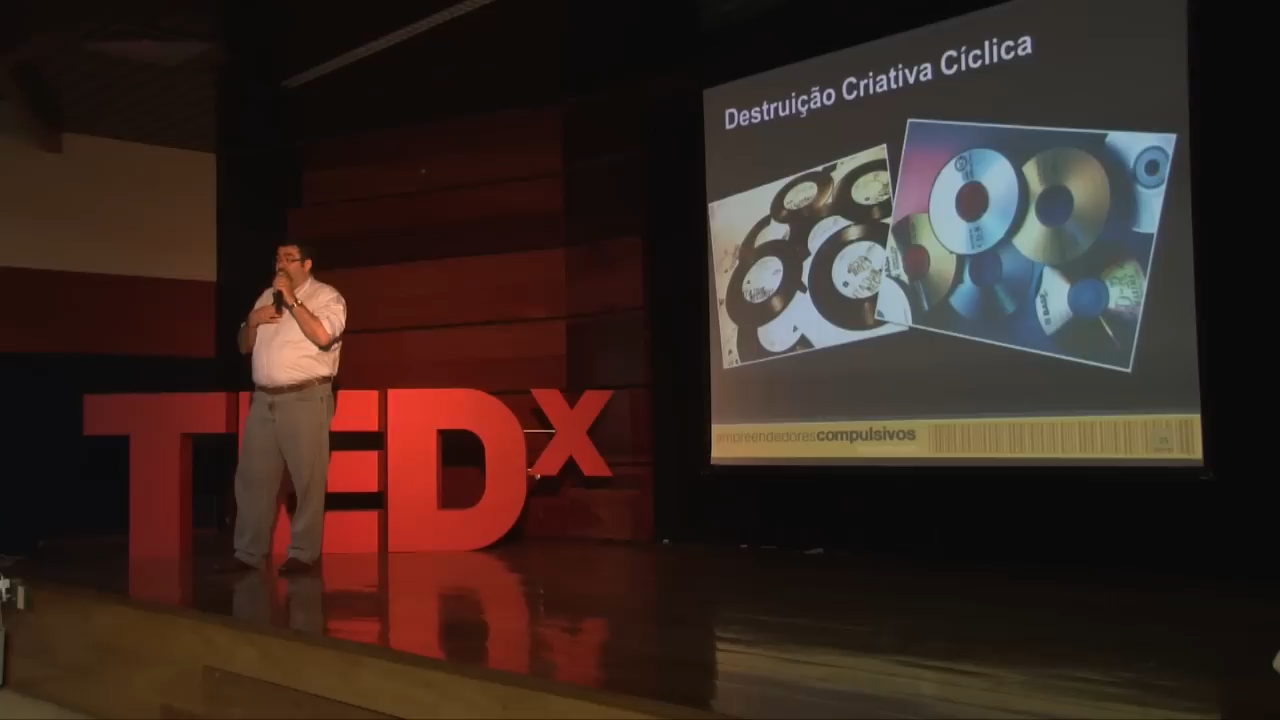 Destruição Criativa Cíclica
empreendedorescompulsivos
TEDx